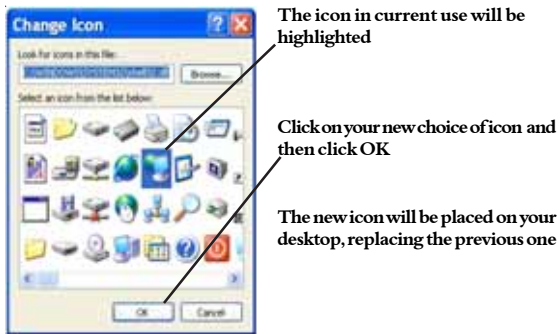 Change Icon
Look for icons in this file:
Browse...
Select an icon from the list below:
OK
Cancel
The icon in current use will be
highlighted
Click on your new choice of icon and
then click OK
The new icon will be placed on your
desktop, replacing the previous one